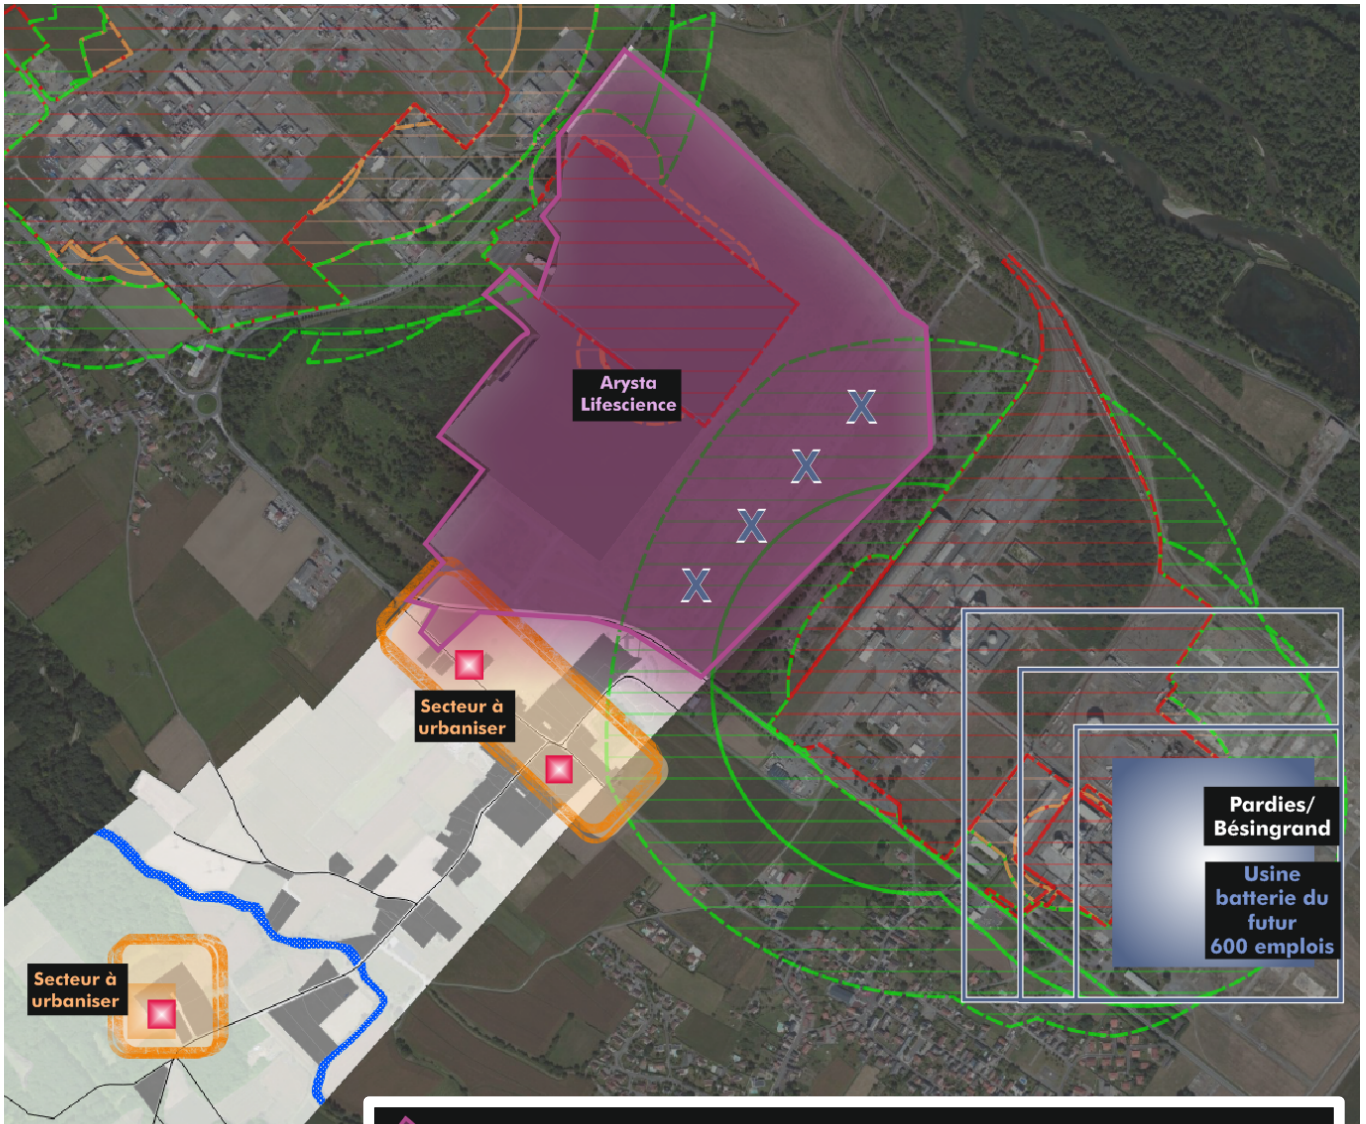 Arysta
Lifescience
X
X
X
X
Secteur à
urbaniser
Pardies/
Bésingrand
Usine
batterie du
futur
600 emplois
Secteur à
urbaniser